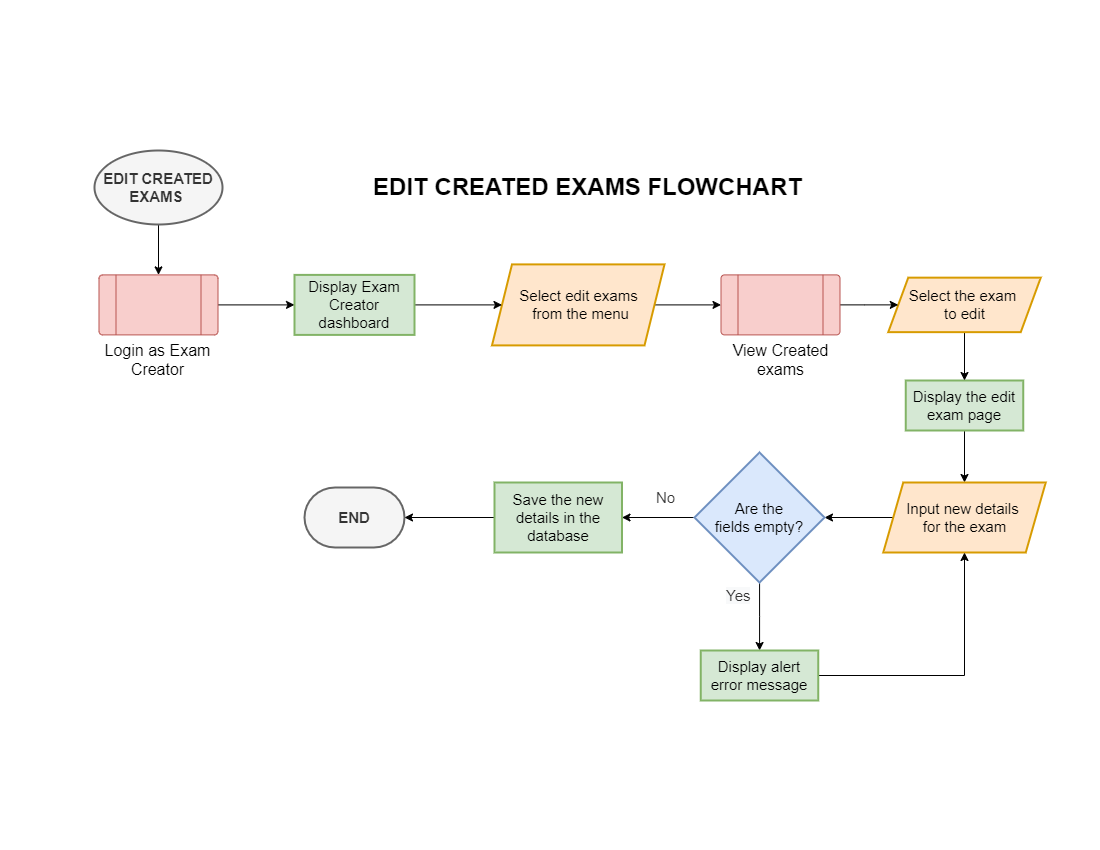 EDIT CREATED
EXAMS
EDIT CREATED EXAMS FLOWCHART
Display Exam
Creator
dashboard
Select edit exams
from the menu
Select the exam
to edit
Login as Exam
Creator
View Created
exams
Display the edit
exam page
Input new details
for the exam
Are the
fields empty?
No
Save the new
details in the
database
END
Yes
Display alert
error message